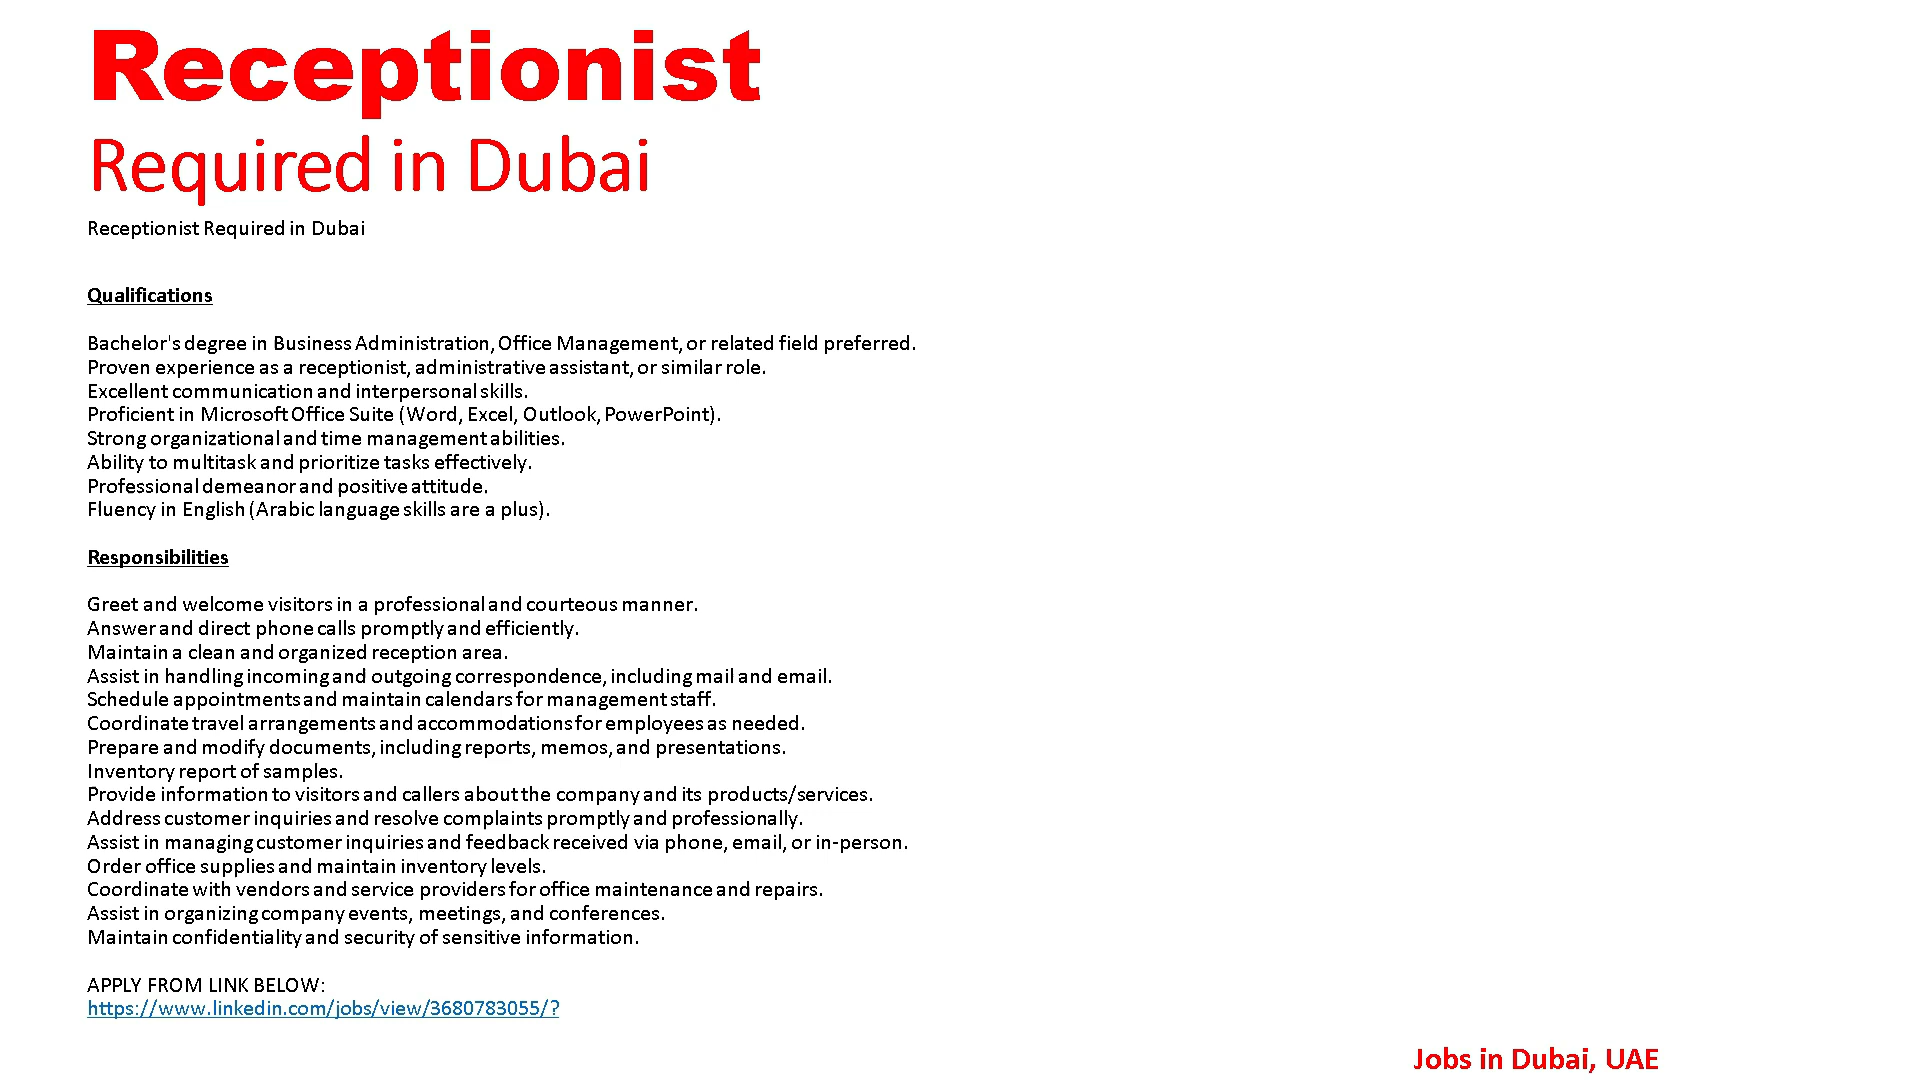 Receptionist
Required in Dubai
Receptionist Required in Dubai
Qualifications
Bachelor's degree in Business Administration, Office Management, or related field preferred.
Proven experience as a receptionist, administrative assistant, or similar role.
Excellent communication and interpersonal skills.
Proficient in Microsoft Office Suite (Word, Excel, Outlook, PowerPoint).
Strong organizational and time management abilities.
Ability to multitask and prioritize tasks effectively.
Professional demeanor and positive attitude.
Fluency in English (Arabic language skills are a plus).
Responsibilities
Greet and welcome visitors in a professional and courteous manner.
Answer and direct phone calls promptly and efficiently.
Maintain a clean and organized reception area.
Assist in handling incoming and outgoing correspondence, including mail and email.
Schedule appointments and maintain calendars for management staff.
Coordinate travel arrangements and accommodations for employees as needed.
Prepare and modify documents, including reports, memos, and presentations.
Inventory report of samples.
Provide information to visitors and callers about the company and its products/services.
Address customer inquiries and resolve complaints promptly and professionally.
Assist in managing customer inquiries and feedback received via phone, email, or in-person.
Order office supplies and maintain inventory levels.
Coordinate with vendors and service providers for office maintenance and repairs.
Assist in organizing company events, meetings, and conferences.
Maintain confidentiality and security of sensitive information.
APPLY FROM LINK BELOW:
https://www.linkedin.com/jobs/view/3680783055/?
Jobs in Dubai, UAE